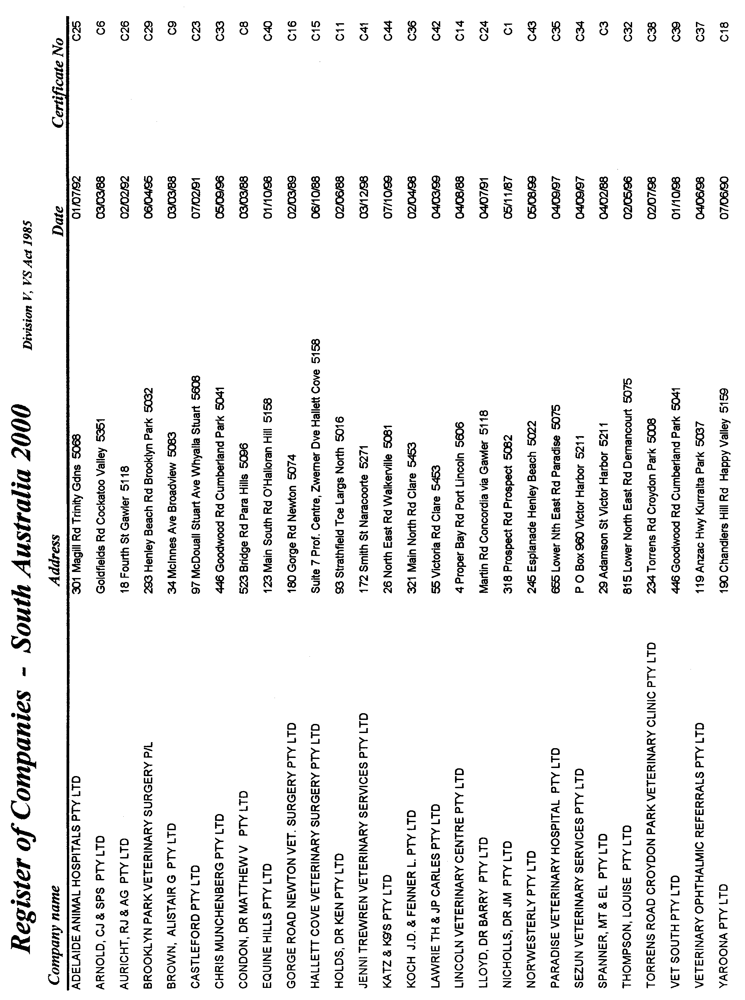 Register of Companies - South Australia 2000
Division V, VS Act 1985
Company name Address Date Certificate No
ADELAIDE ANIMAL HOSPITALS PTY LTD 301 Magill Rd Trinity Gdns 5068 01/07/92 C25
ARNOLD, CJ & SPS PTY LTD Goldfields Rd Cockatoo Valley 5351 03/03/88 C6
AURICHT, RJ & AG PTY LTD 18 Fourth St Gawler 5118 02/02/92 C26
BROOKLYN PARK VETERINARY SURGERY P/L 293 Henley Beach Rd Brooklyn Park 5032 06/04/95 C29
BROWN, ALISTAIR G PTY LTD 34 McInnes Ave Broadview 5083 03/03/88 C9
CASTLEFORD PTY LTD 97 McDouall Stuart Ave Whyalla Stuart 5608 07/02/91 C23
CHRIS MUNCHENBERG PTY LTD 446 Goodwood Rd Cumberland Park 5041 05/09/96 C33
CONDON, DR MATTHEW V PTY LTD 523 Bridge Rd Para Hills 5096 03/03/88 C8
EQUINE HILLS PTY LTD 123 Main South Rd O'Halloran Hill 5158 01/10/98 C40
GORGE ROAD NEWTON VET. SURGERY PTY LTD 180 Gorge Rd Newton 5074 02/03/89 C16
HALLETT COVE VETERINARY SURGERY PTY LTD Suite 7 Prof. Centre, Zwerner Dve Hallett Cove 5158 06/10/88 C15
HOLDS, DR KEN PTY LTD 93 Strathfield Tce Largs North 5016 02/06/88 C11
JENNI TREWREN VETERINARY SERVICES PTY LTD 172 Smith St Naracoorte 5271 03/12/98 C41
KATZ & K9'S PTY LTD 26 North East Rd Walkerville 5081 07/10/99 C44
KOCH J.D. & FENNER L. PTY LTD 321 Main North Rd Clare 5453 02/04/98 C36
LAWRIE TH & JP CARLES PTY LTD 55 Victoria Rd Clare 5453 04/03/99 C42
LINCOLN VETERINARY CENTRE PTY LTD 4 Proper Bay Rd Port Lincoln 5606 04/08/88 C14
LLOYD, DR BARRY PTY LTD Martin Rd Concordia via Gawler 5118 04/07/91 C24
NICHOLLS, DR JM PTY LTD 318 Prospect Rd Prospect 5082 05/11/87 C1
NOR'WESTERLY PTY LTD 245 Esplanade Henley Beach 5022 05/08/99 C43
PARADISE VETERINARY HOSPITAL PTY LTD 655 Lower Nth East Rd Paradise 5075 04/09/97 C35
SEZUN VETERINARY SERVICES PTY LTD P O Box 960 Victor Harbor 5211 04/09/97 C34
SPANNER, MT & EL PTY LTD 29 Adamson St Victor Harbor 5211 04/02/88 C3
THOMPSON, LOUISE PTY LTD 815 Lower North East Rd Dernancourt 5075 02/05/96 C32
TORRENS ROAD CROYDON PARK VETERINARY CLINIC PTY LTD 234 Torrens Rd Croydon Park 5008 02/07/98 C38
VET SOUTH PTY LTD 446 Goodwood Rd Cumberland Park 5041 01/10/98 C39
VETERINARY OPHTHALMIC REFERRALS PTY LTD 119 Anzac Hwy Kurralta Park 5037 04/06/98 C37
YAROONA PTY LTD 190 Chandlers Hill Rd Happy Valley 5159 07/06/90 C18